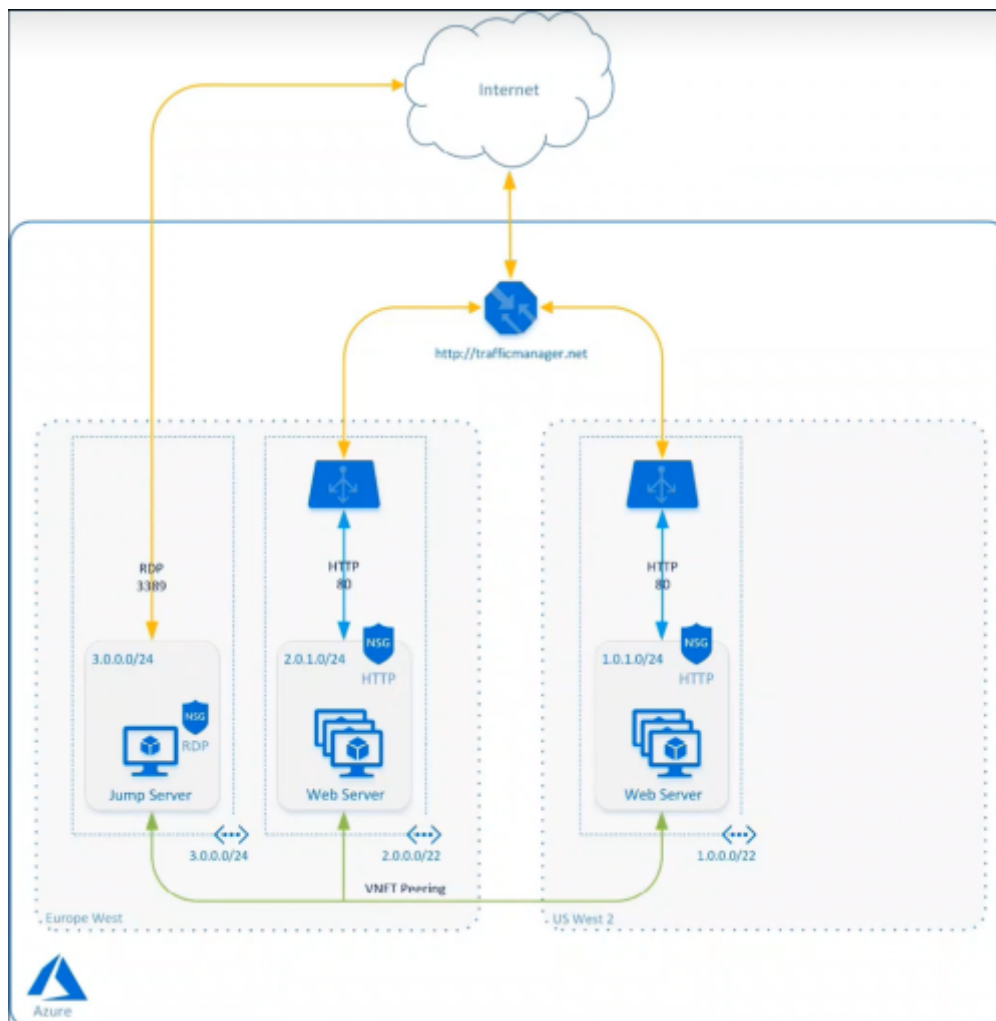 Internet
http://trafficmanager.net
RDP
3389
HTTP
80
HTTP
80
3.0.0.0/24
NSG
RDP
Jump Server
3.0.0.0/24
2.0.1.0/24
NSG
HTTP
Web Server
2.0.0.0/22
1.0.1.0/24
NSG
HTTP
Web Server
1.0.0.0/22
VNET Peering
Europe West
US West 2
Azure